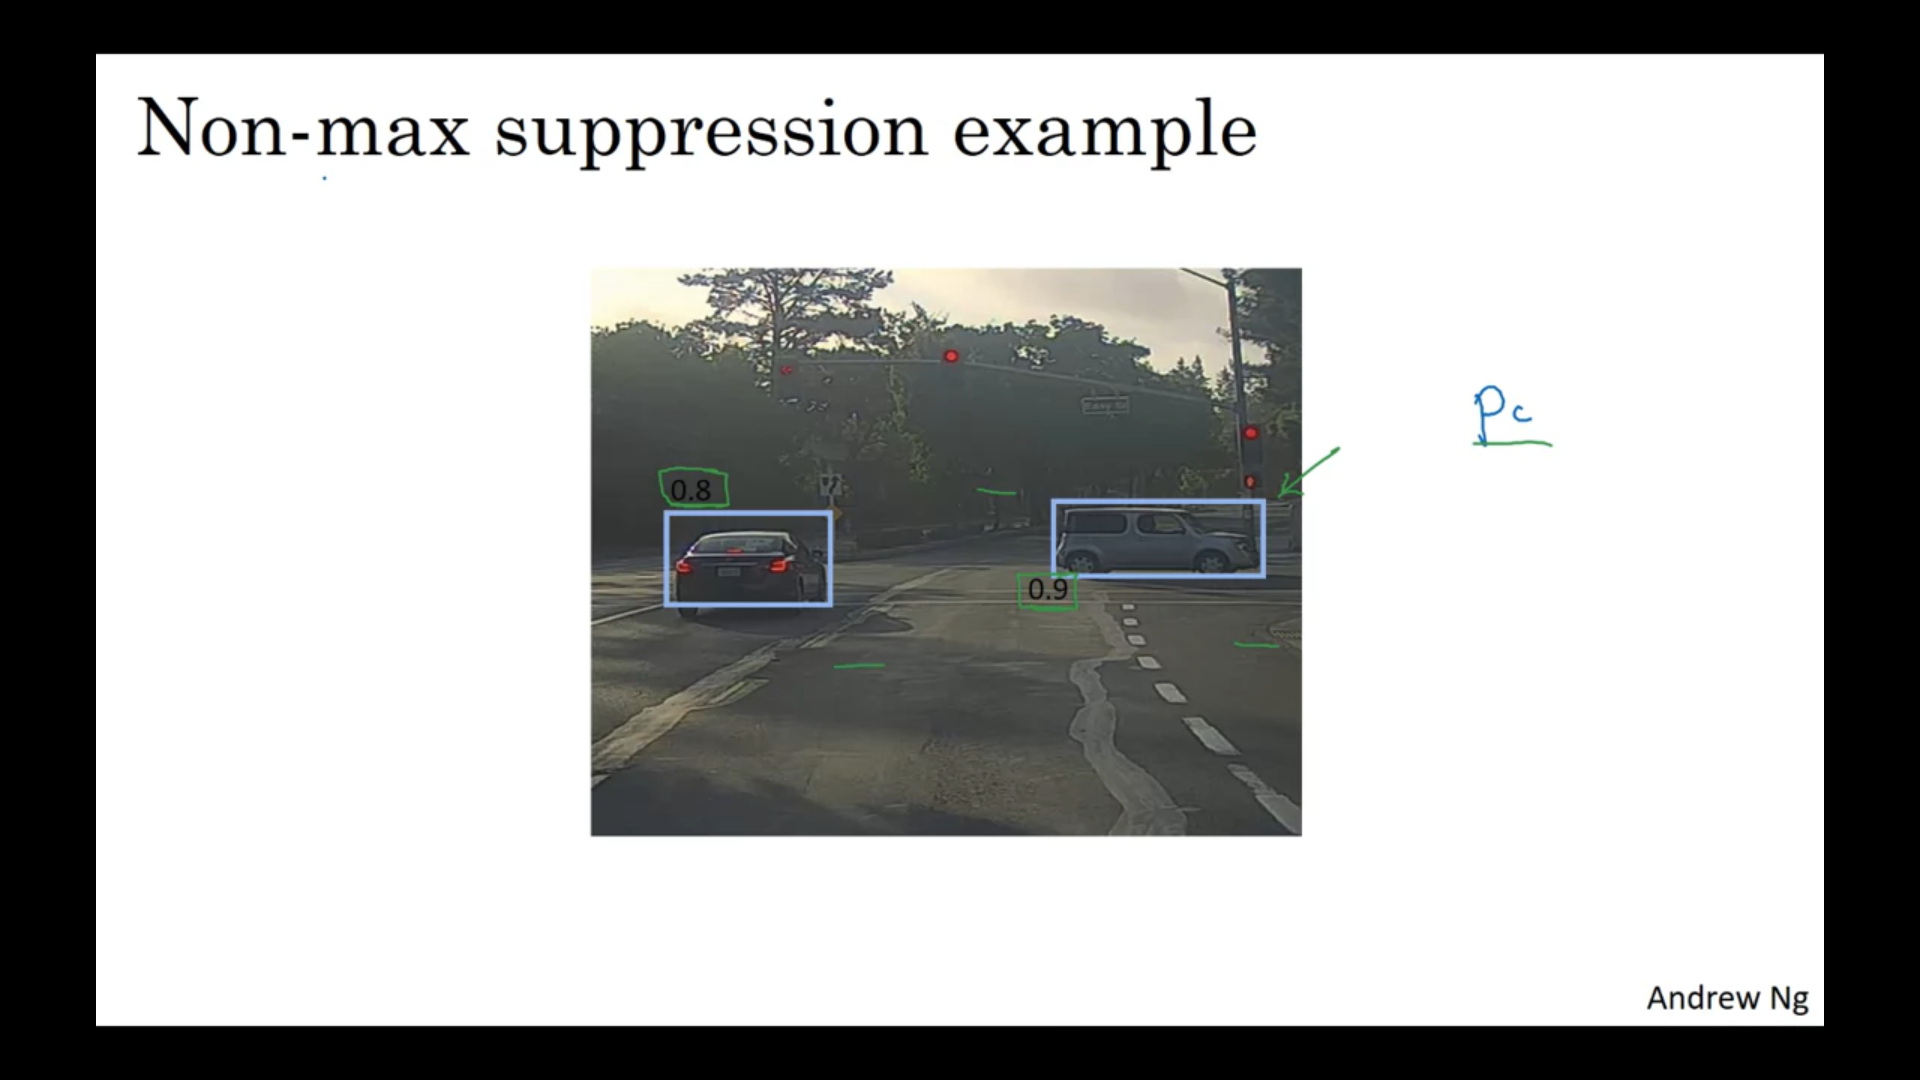 Non-max suppression example
Pc
0.8
0.9
Andrew Ng